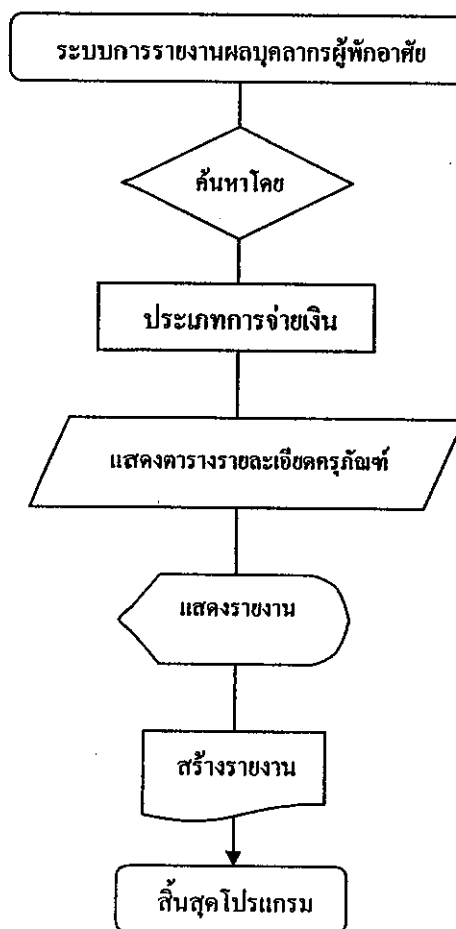 ระบบการรายงานผลบุคลากรผู้พักอาศัย
ค้นหาโดย
ประเภทการจ่ายเงิน
แสดงตารางรายละเอียดครุภัณฑ์
แสดงรายงาน
สร้างรายงาน
สิ้นสุดโปรแกรม